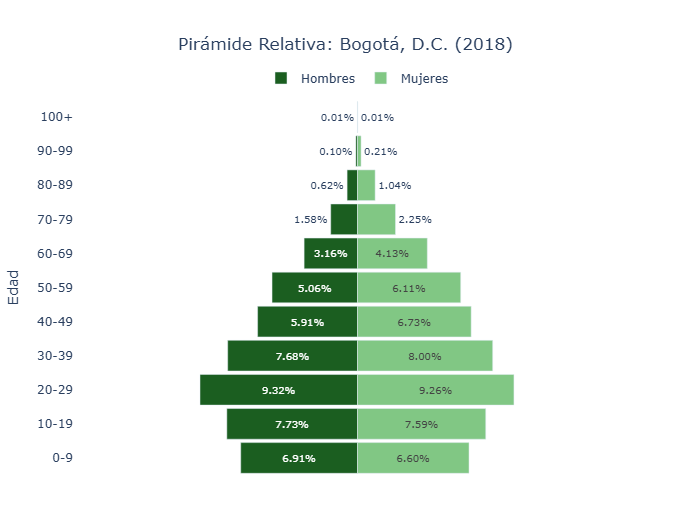 Pirámide Relativa: Bogotá, D.C. (2018)
Hombres Mujeres
100+ 0.01% 0.01%
90-99 0.10% 0.21%
80-89 0.62% 1.04%
70-79 1.58% 2.25%
60-69 3.16% 4.13%
50-59 5.06% 6.11%
40-49 5.91% 6.73%
30-39 7.68% 8.00%
20-29 9.32% 9.26%
10-19 7.73% 7.59%
0-9 6.91% 6.60%
Edad